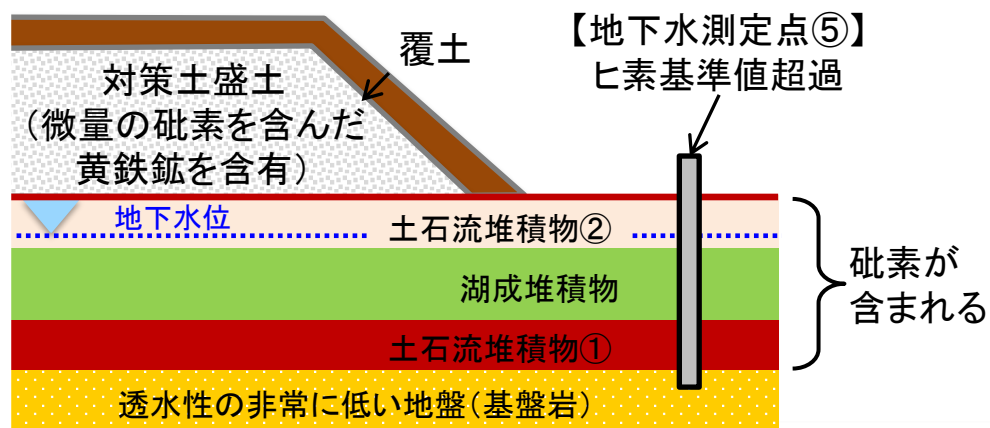 【地下水測定点⑤】
ヒ素基準値超過
覆土
対策土盛土
（微量の砒素を含んだ
黄鉄鉱を含有）
地下水位
土石流堆積物②
湖成堆積物
砒素が
含まれる
土石流堆積物①
透水性の非常に低い地盤（基盤岩）